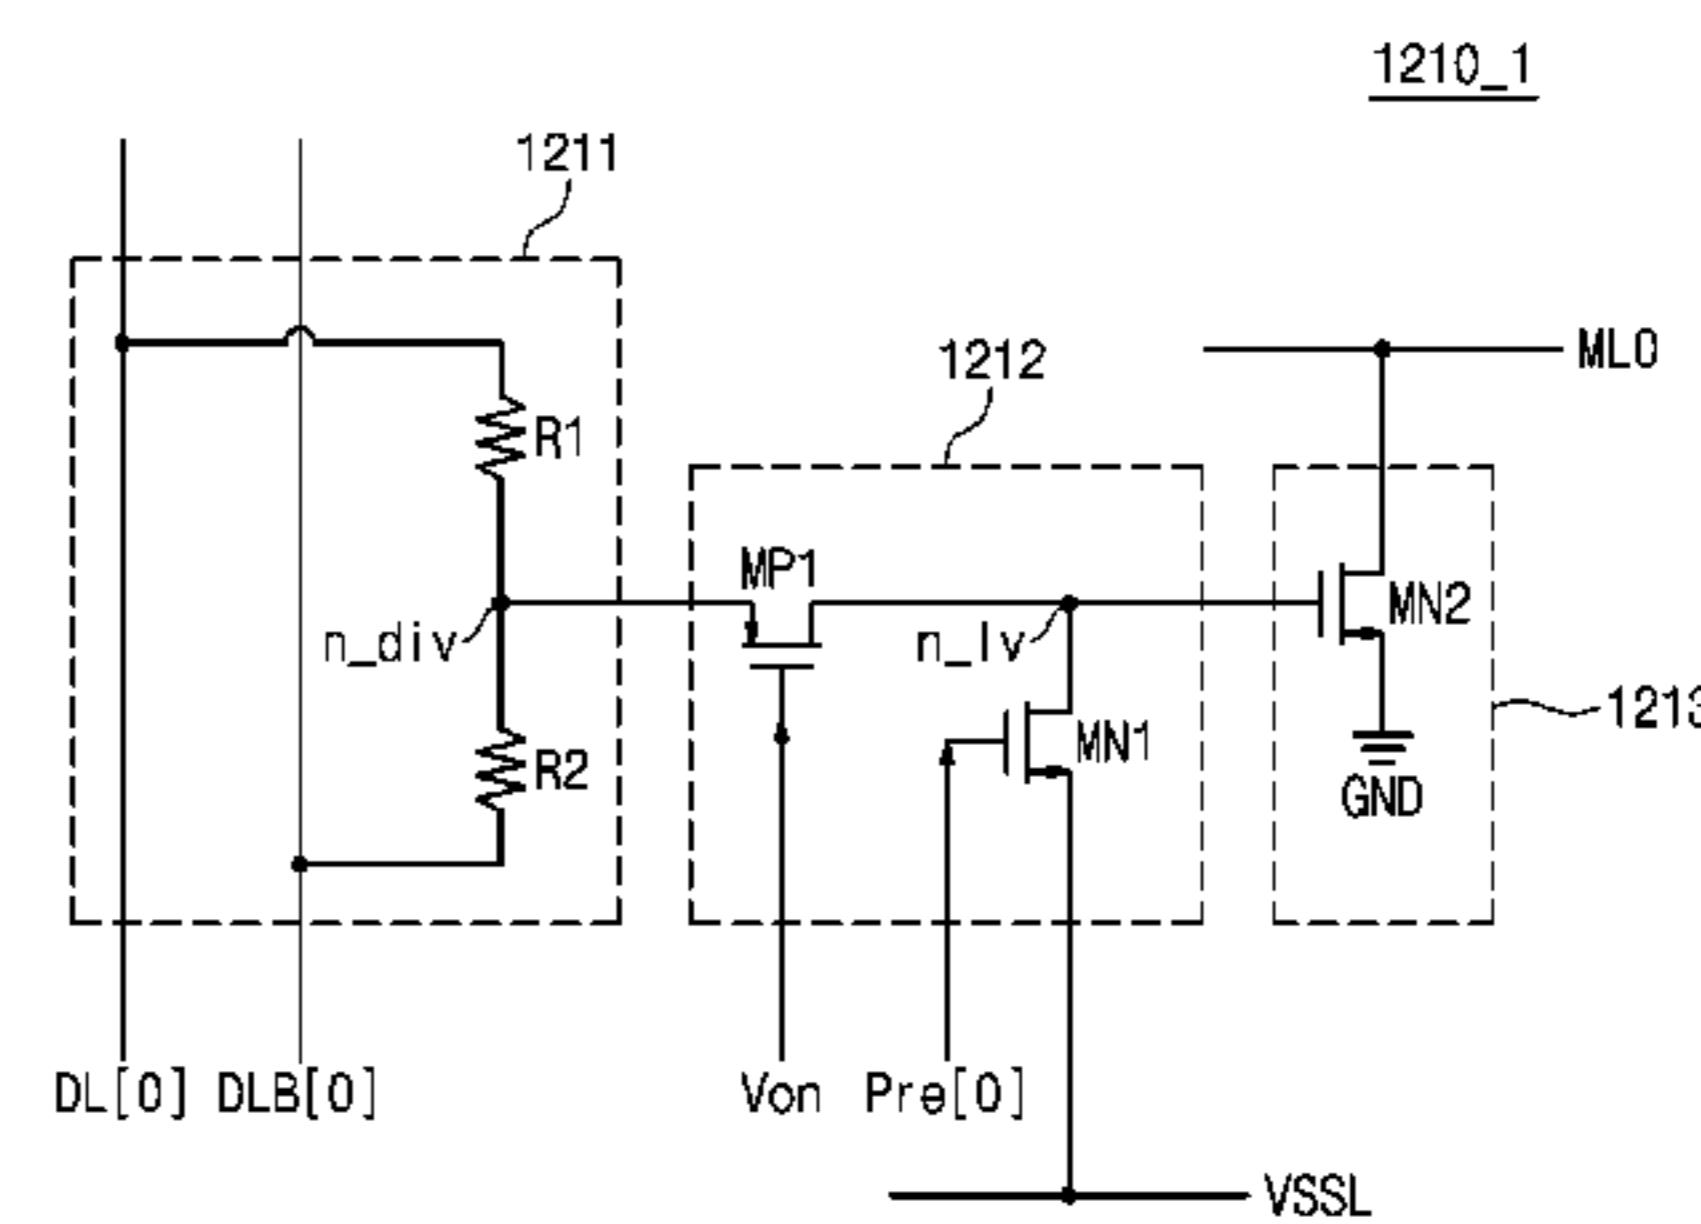 1210_1
1211
R1
1212
ML0
MP1
MN2
n_div
n_lv
1213
R2
MN1
GND
DL[0] DLB[0]
Von
Pre[0]
VSSL